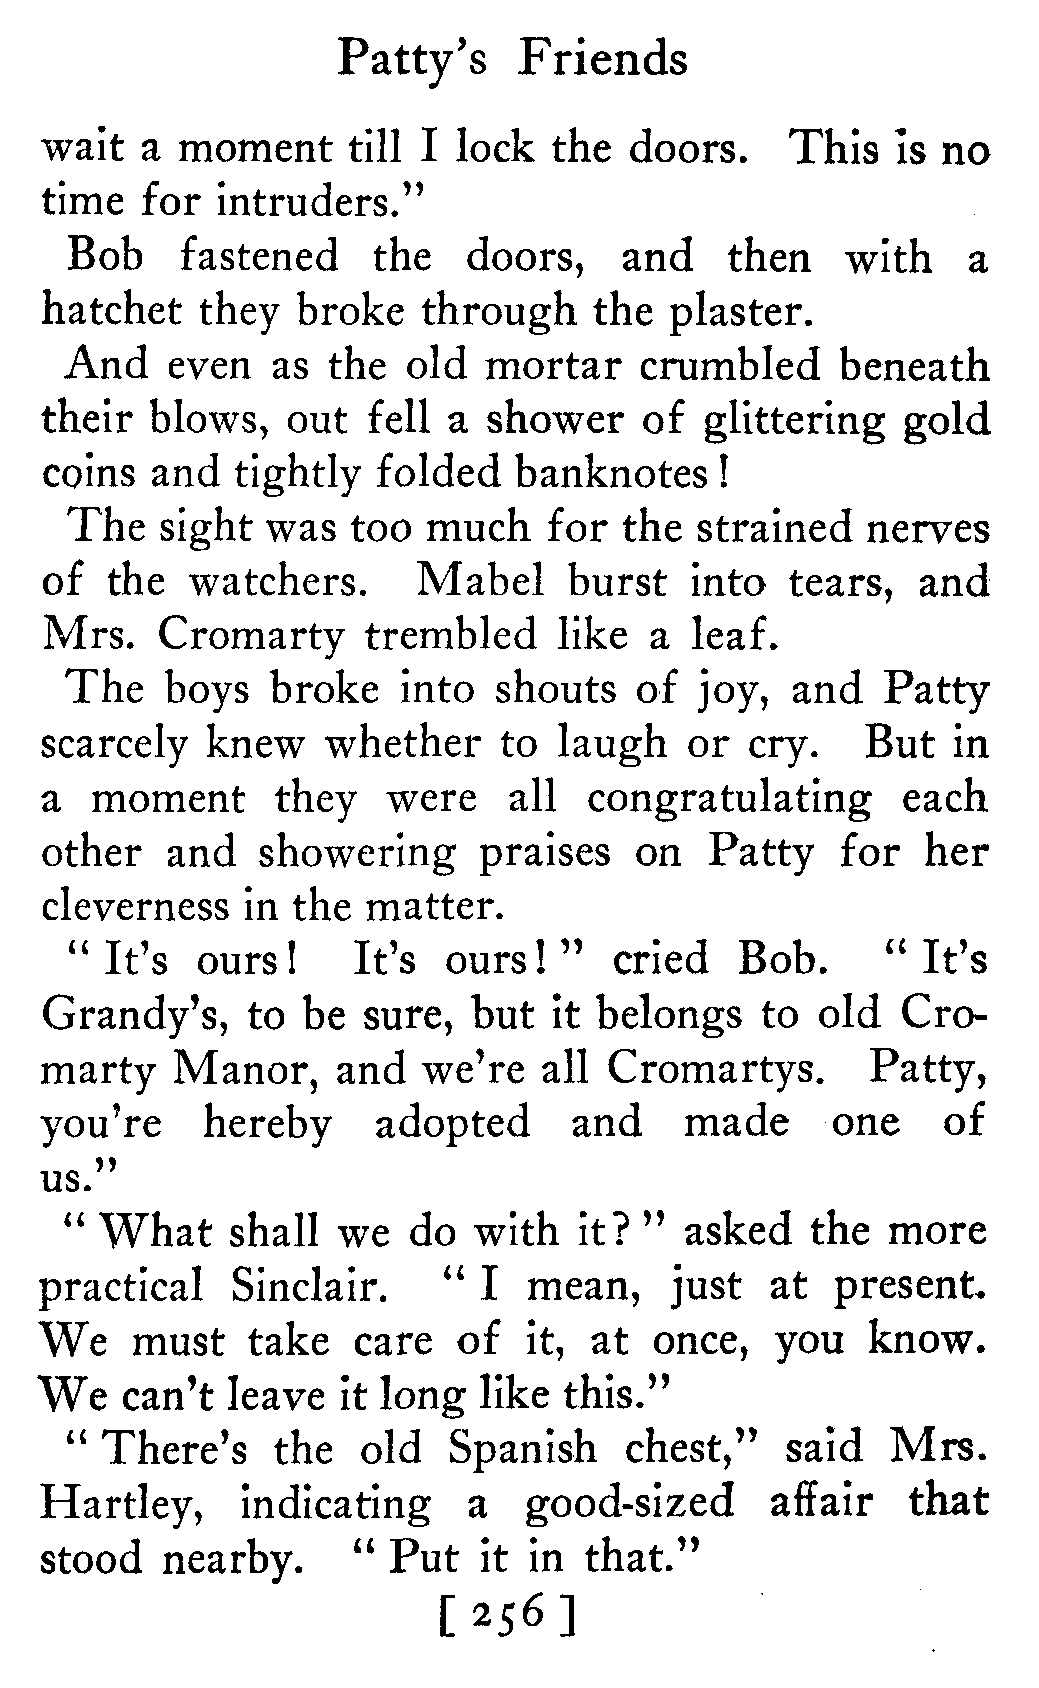 Patty's Friends
wait a moment till I lock the doors. This is no
time for intruders."
Bob fastened the doors, and then with a
hatchet they broke through the plaster.
And even as the old mortar crumbled beneath
their blows, out fell a shower of glittering gold
coins and tightly folded banknotes!
The sight was too much for the strained nerves
of the watchers. Mabel burst into tears, and
Mrs. Cromarty trembled like a leaf.
The boys broke into shouts of joy, and Patty
scarcely knew whether to laugh or cry. But in
a moment they were all congratulating each
other and showering praises on Patty for her
cleverness in the matter.
"It's ours! It's ours!" cried Bob. "It's
Grandy's, to be sure, but it belongs to old Cro-
marty Manor, and we're all Cromartys. Patty,
you're hereby adopted and made one of
us."
"What shall we do with it?" asked the more
practical Sinclair. "I mean, just at present.
We must take care of it, at once, you know.
We can't leave it long like this."
"There's the old Spanish chest," said Mrs.
Hartley, indicating a good-sized affair that
stood nearby. "Put it in that."
[ 256 ]